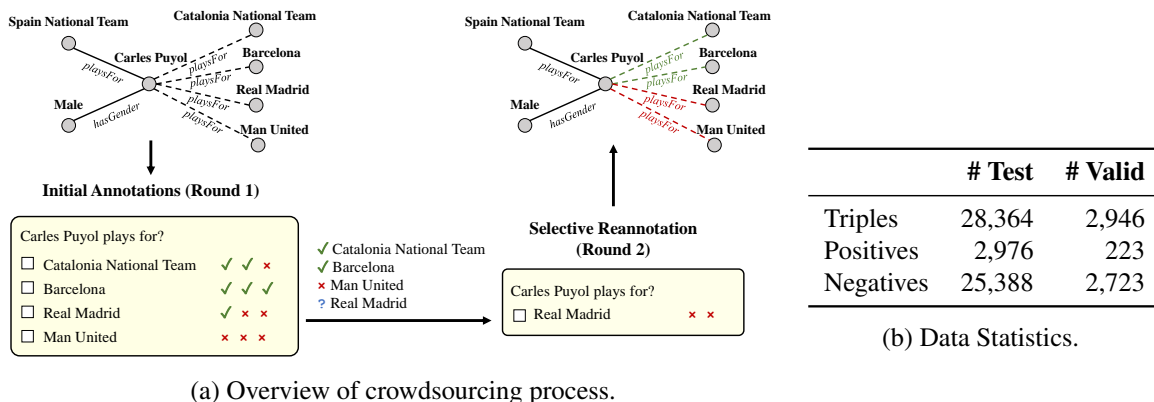 Spain National Team
Catalonia National Team
Carles Puyol
Barcelona
Real Madrid
Man United
Male
playsFor
hasGender
playsFor
playsFor
playsFor
playsFor
Spain National Team
Catalonia National Team
Carles Puyol
Barcelona
Real Madrid
Man United
Male
playsFor
hasGender
playsFor
playsFor
playsFor
playsFor
Initial Annotations (Round 1)
Carles Puyol plays for?
Catalonia National Team ✓ ✓ ×
Barcelona ✓ ✓ ✓
Real Madrid ✓ × ×
Man United × × ×
✓ Catalonia National Team
✓ Barcelona
× Man United
? Real Madrid
Selective Reannotation
(Round 2)
Carles Puyol plays for?
Real Madrid × ×
(a) Overview of crowdsourcing process.
# Test # Valid
Triples 28,364 2,946
Positives 2,976 223
Negatives 25,388 2,723
(b) Data Statistics.